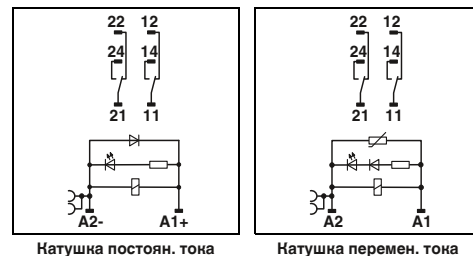 22 12
24 14
21 11
A2- A1+
Катушка постоян. тока
22 12
24 14
21 11
A2 A1
Катушка перемен. тока